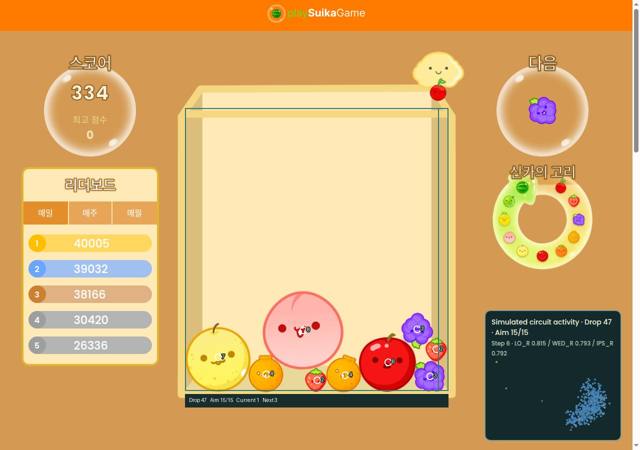 playSuikaGame
스코어
334
최고 점수
0
다음
리더보드
매일 매주 매월
1 40005
2 39032
3 38166
4 30420
5 26336
산카의 고리
Simulated circuit activity · Drop 47
· Aim 15/15
Step 6 · LO_R 0.815 / WED_R 0.793 / IPS_R
0.792
Drop 47 Aim 15/15 Current 1 Next 3